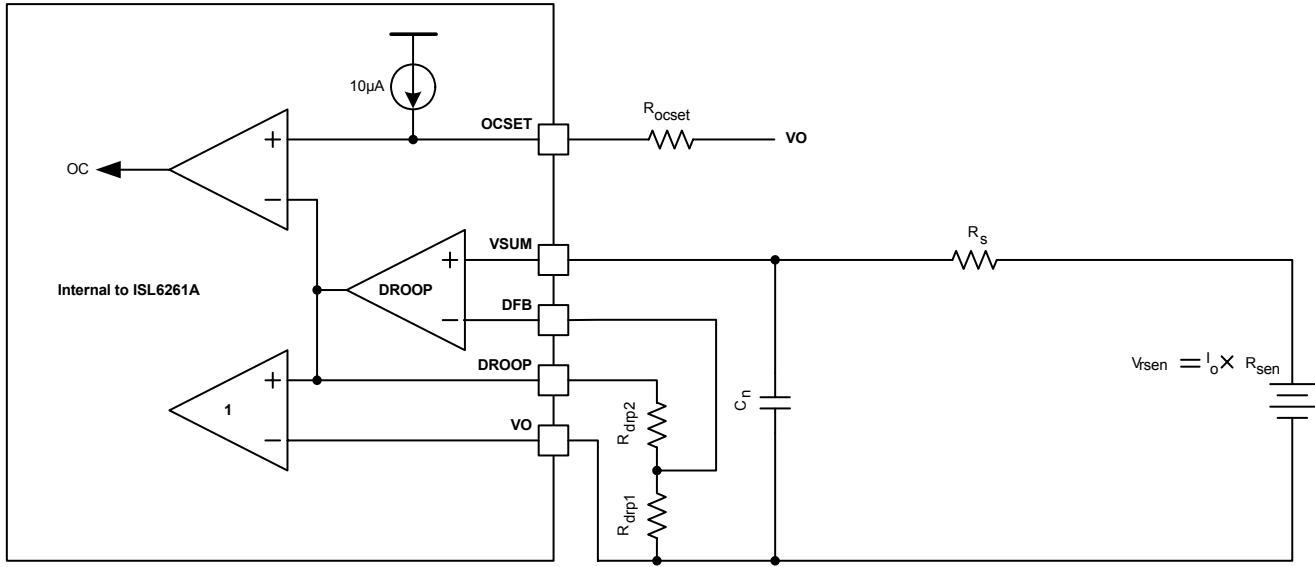 10µA
OCSET
R_ocset
VO
OC
VSUM
R_s
DROOP
Internal to ISL6261A
DFB
DROOP
V_rsen = I_o × R_sen
1
VO
R_drp2
C_n
R_drp1
+
−
+
−
+
−